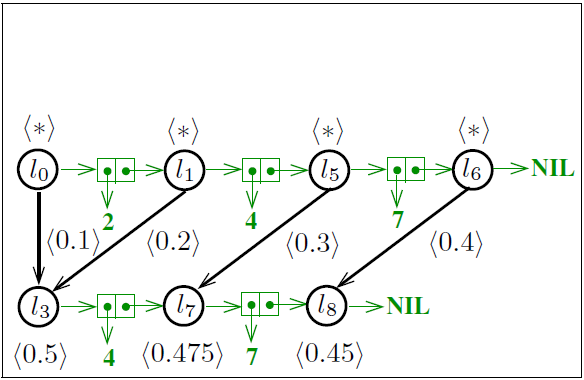 ⟨∗⟩ ⟨∗⟩ ⟨∗⟩ ⟨∗⟩
l0 l1 l5 l6 NIL
2 4 7
⟨0.1⟩ ⟨0.2⟩ ⟨0.3⟩ ⟨0.4⟩
l3 l7 l8 NIL
⟨0.5⟩ 4 ⟨0.475⟩ 7 ⟨0.45⟩